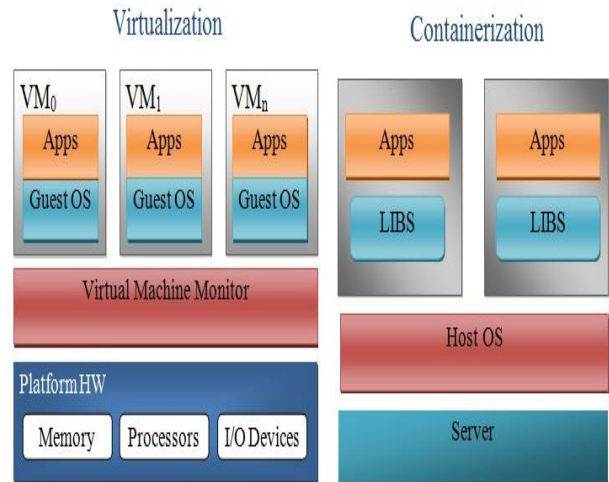 Virtualization
VM₀ VM₁ VMₙ
Apps Apps Apps
Guest OS Guest OS Guest OS
Virtual Machine Monitor
Platform HW
Memory Processors I/O Devices
Containerization
Apps Apps
LIBS LIBS
Host OS
Server